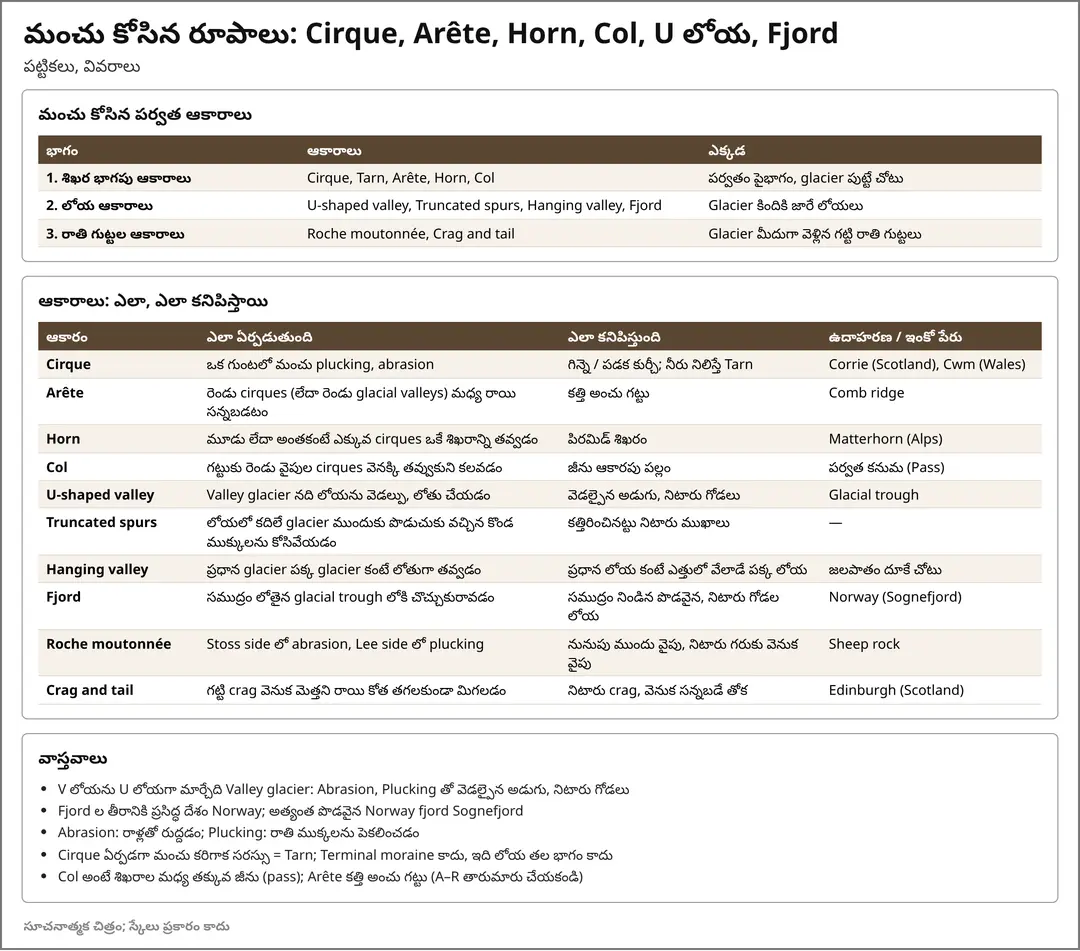 మంచు కోసిన రూపాలు: Cirque, Arête, Horn, Col, U లోయ, Fjord
పట్టికలు, వివరాలు
మంచు కోసిన పర్వత ఆకారాలు
భాగం ఆకారాలు ఎక్కడ
1. శిఖర భాగపు ఆకారాలు Cirque, Tarn, Arête, Horn, Col పర్వతం పైభాగం, glacier పుట్టే చోటు
2. లోయ ఆకారాలు U-shaped valley, Truncated spurs, Hanging valley, Fjord Glacier కిందికి జారే లోయలు
3. రాతి గుట్టల ఆకారాలు Roche moutonnée, Crag and tail Glacier మీదుగా వెళ్లిన గట్టి రాతి గుట్టలు
ఆకారాలు: ఎలా, ఎలా కనిపిస్తాయి
ఆకారం ఎలా ఏర్పడుతుంది ఎలా కనిపిస్తుంది ఉదాహరణ / ఇంకో పేరు
Cirque ఒక గుంటలో మంచు plucking, abrasion గిన్నె / పడక కుర్చీ; నీరు నిలిస్తే Tarn Corrie (Scotland), Cwm (Wales)
Arête రెండు cirques (లేదా రెండు glacial valleys) మధ్య రాయి కత్తి అంచు గట్టు Comb ridge
సన్నబడటం
Horn మూడు లేదా అంతకంటే ఎక్కువ cirques ఒకే శిఖరాన్ని తవ్వడం పిరమిడ్ శిఖరం Matterhorn (Alps)
Col గట్టుకు రెండు వైపుల cirques వెనక్కి తవ్వుకుని కలవడం జీను ఆకారపు పల్లం పర్వత కనుమ (Pass)
U-shaped valley Valley glacier నది లోయను వెడల్పు, లోతు చేయడం వెడల్పైన అడుగు, నిటారు గోడలు Glacial trough
Truncated spurs లోయలో కదిలే glacier ముందుకు పొడుచుకు వచ్చిన కొండ కత్తిరించినట్టు నిటారు ముఖాలు —
ముక్కులను కోసివేయడం
Hanging valley ప్రధాన glacier పక్క glacier కంటే లోతుగా తవ్వడం ప్రధాన లోయ కంటే ఎత్తులో వేలాడే పక్క లోయ జలపాతం దూకే చోటు
Fjord సముద్రం లోతైన glacial trough లోకి చొచ్చుకురావడం సముద్రం నిండిన పొడవైన, నిటారు గోడల Norway (Sognefjord)
లోయ
Roche moutonnée Stoss side లో abrasion, Lee side లో plucking నునుపు ముందు వైపు, నిటారు గరుకు వెనుక Sheep rock
వైపు
Crag and tail గట్టి crag వెనుక మెత్తని రాయి కోత తగలకుండా మిగలడం నిటారు crag, వెనుక సన్నబడే తోక Edinburgh (Scotland)
వాస్తవాలు
• V లోయను U లోయగా మార్చేది Valley glacier: Abrasion, Plucking తో వెడల్పైన అడుగు, నిటారు గోడలు
• Fjord ల తీరానికి ప్రసిద్ధ దేశం Norway; అత్యంత పొడవైన Norway fjord Sognefjord
• Abrasion: రాళ్లతో రుద్దడం; Plucking: రాతి ముక్కలను పెకలించడం
• Cirque ఏర్పడగా మంచు కరిగాక సరస్సు = Tarn; Terminal moraine కాదు, ఇది లోయ తల భాగం కాదు
• Col అంటే శిఖరాల మధ్య తక్కువ జీను (pass); Arête కత్తి అంచు గట్టు (A–R తారుమారు చేయకండి)
సూచనాత్మక చిత్రం; స్కేలు ప్రకారం కాదు